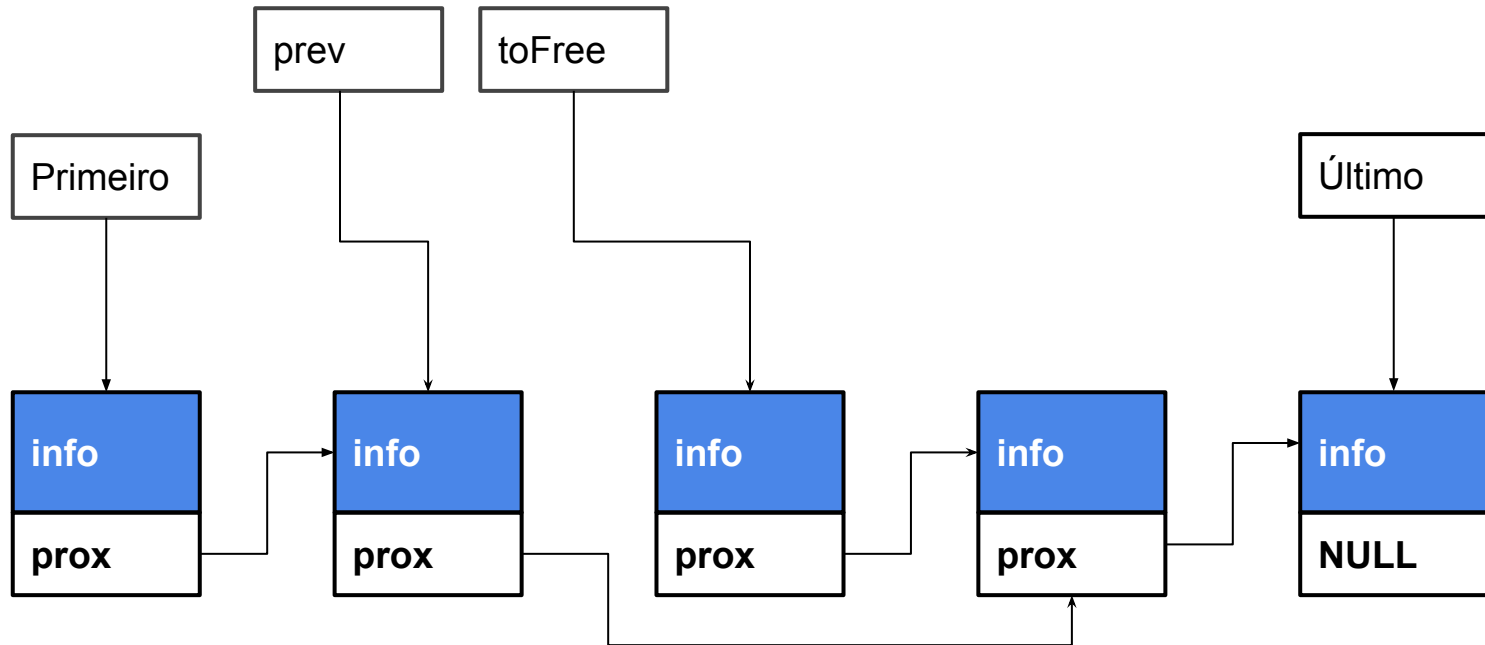 prev
toFree
Primeiro
Último
info
info
info
info
info
prox
prox
prox
prox
NULL